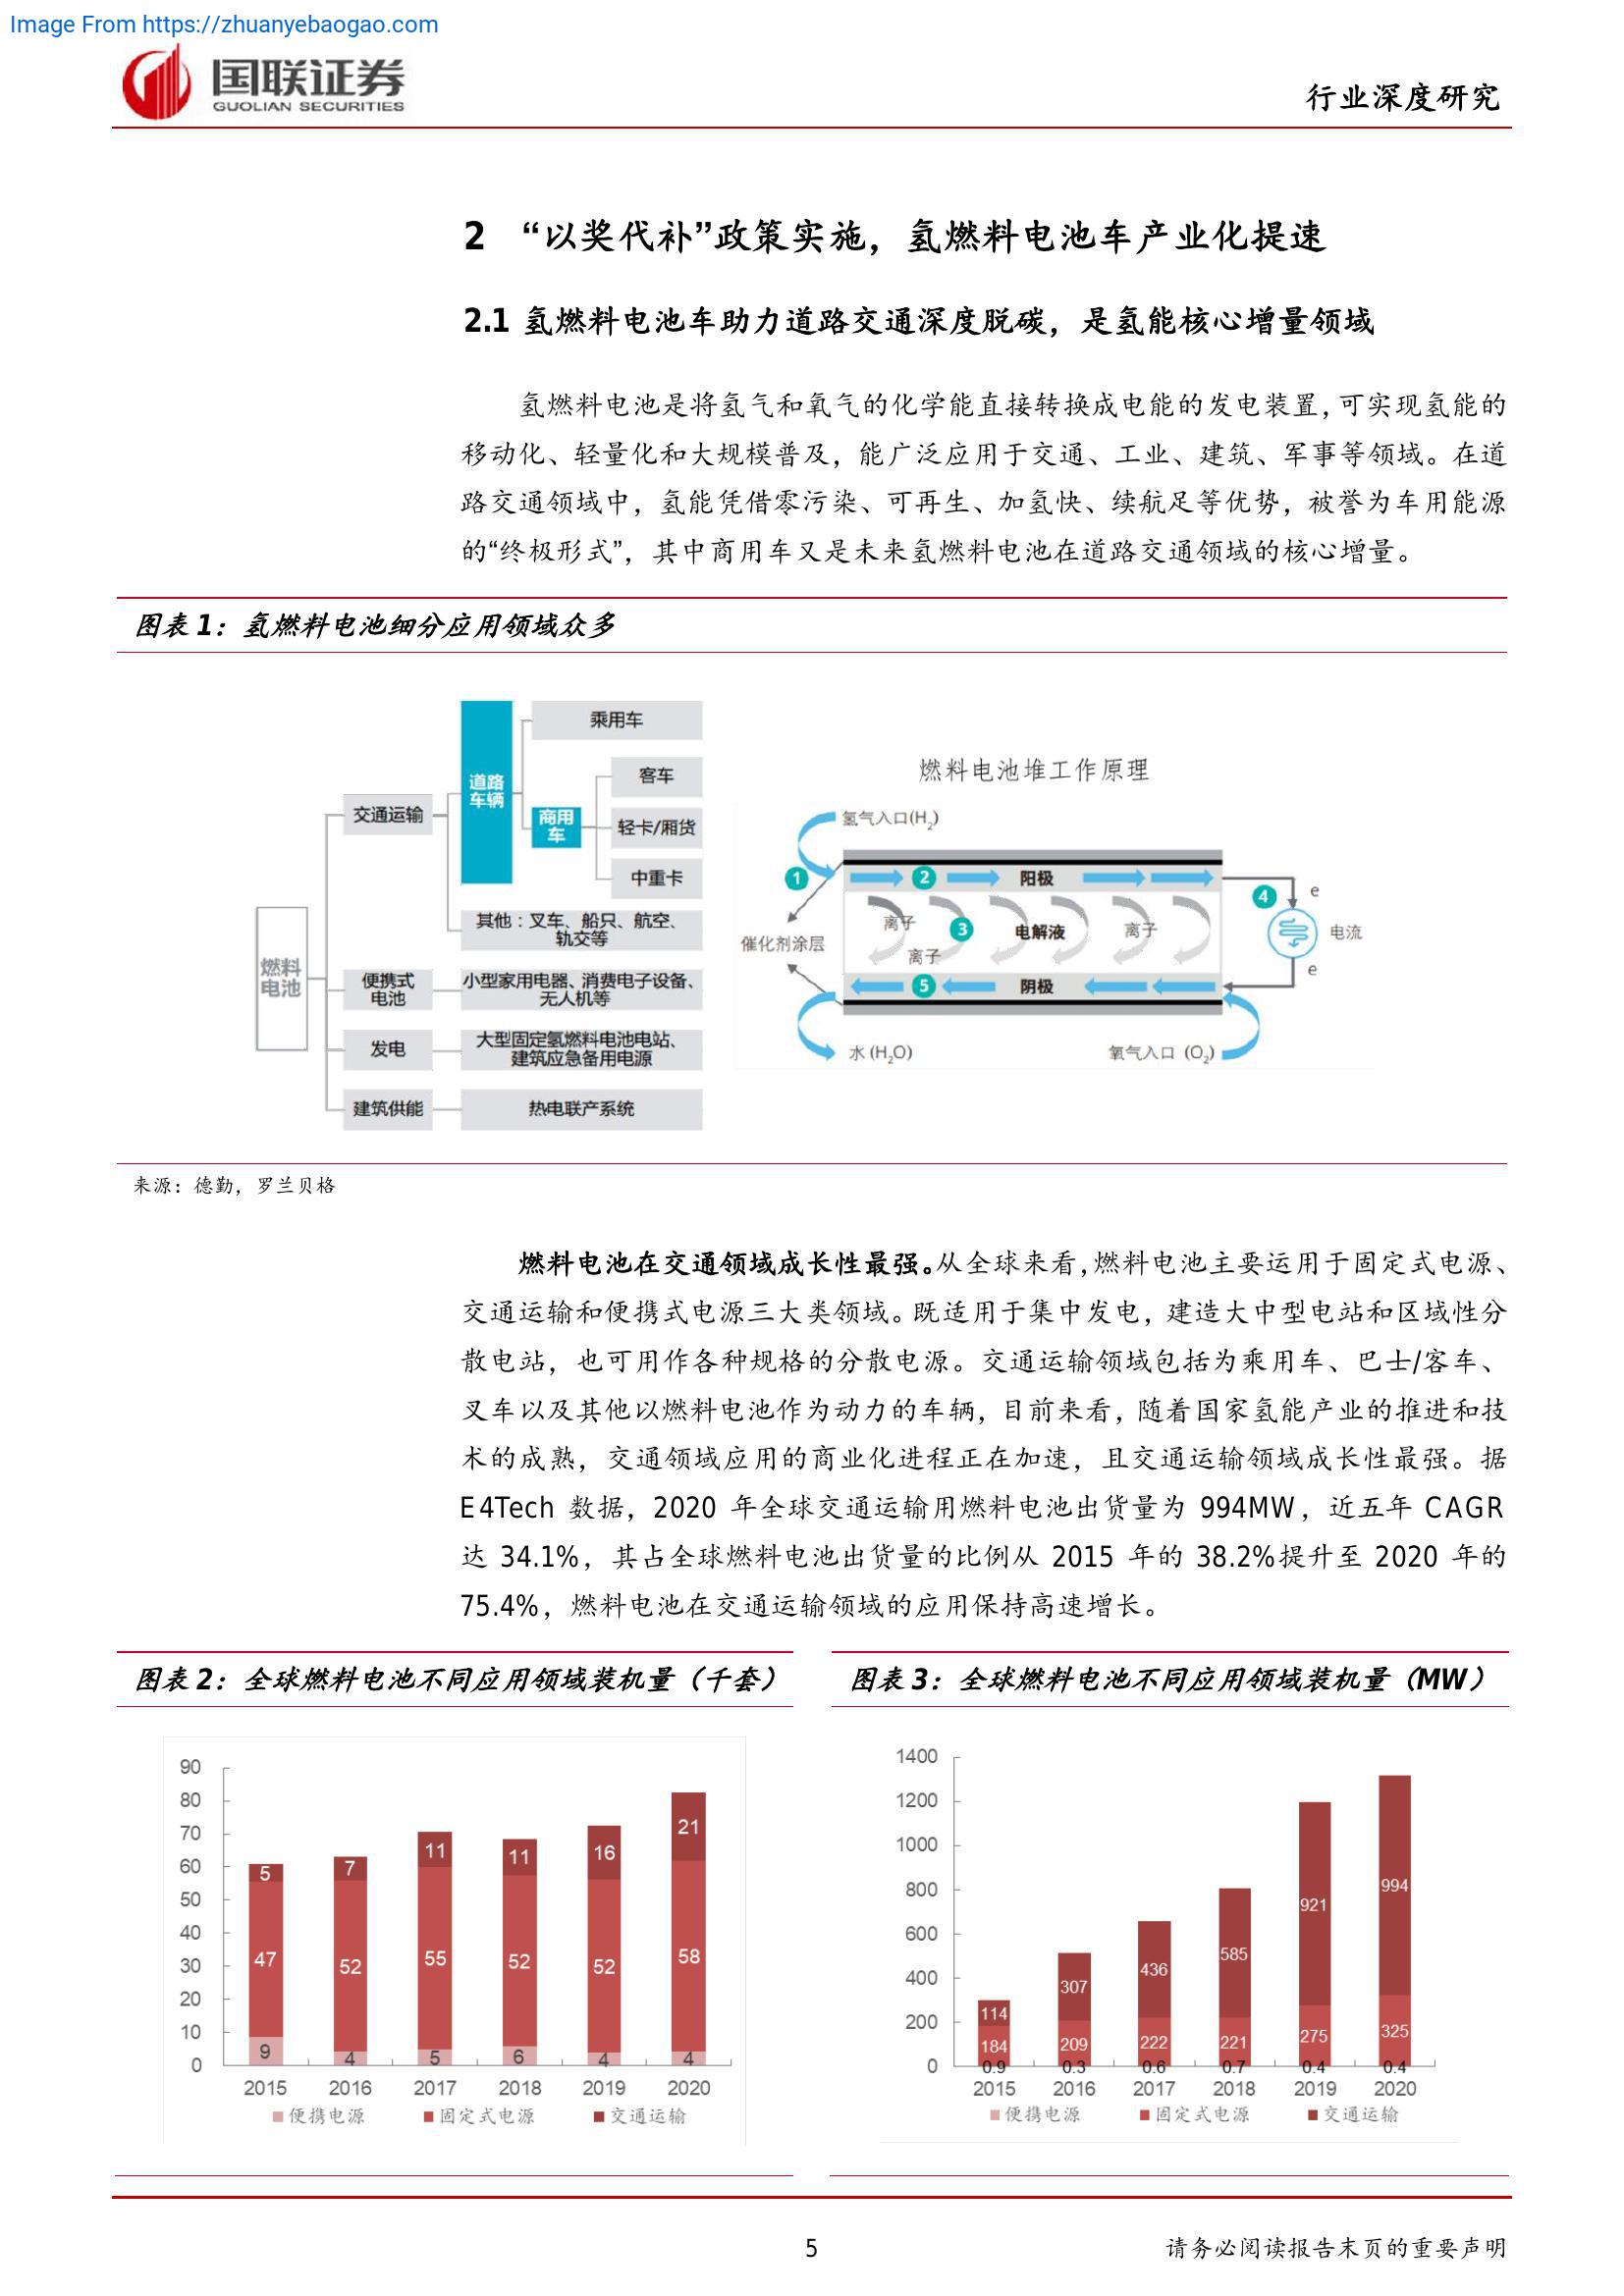 Image From https://zhuanyebaogao.com
国联证券
GUOLIAN SECURITIES
行业深度研究
2 “以奖代补”政策实施，氢燃料电池车产业化提速
2.1 氢燃料电池车助力道路交通深度脱碳，是氢能核心增量领域
氢燃料电池是将氢气和氧气的化学能直接转换成电能的发电装置，可实现氢能的
移动化、轻量化和大规模普及，能广泛应用于交通、工业、建筑、军事等领域。在道
路交通领域中，氢能凭借零污染、可再生、加氢快、续航足等优势，被誉为车用能源
的“终极形式”，其中商用车又是未来氢燃料电池在道路交通领域的核心增量。
图表 1：氢燃料电池细分应用领域众多
燃料
电池
交通运输
道路
车辆
乘用车
商用
车
客车
轻卡/厢货
中重卡
其他：叉车、船只、航空、
轨交等
便携式
电池
小型家用电器、消费电子设备、
无人机等
发电
大型固定氢燃料电池电站、
建筑应急备用电源
建筑供能
热电联产系统
燃料电池堆工作原理
氢气入口(H₂)
1
2
阳极
4
e
离子
3
电解液
离子
电流
催化剂涂层
离子
e
5
阴极
水 (H₂O)
氧气入口 (O₂)
来源：德勤，罗兰贝格
燃料电池在交通领域成长性最强。从全球来看，燃料电池主要运用于固定式电源、
交通运输和便携式电源三大类领域。既适用于集中发电，建造大中型电站和区域性分
散电站，也可用作各种规格的分散电源。交通运输领域包括为乘用车、巴士/客车、
叉车以及其他以燃料电池作为动力的车辆，目前来看，随着国家氢能产业的推进和技
术的成熟，交通领域应用的商业化进程正在加速，且交通运输领域成长性最强。据
E4Tech 数据，2020 年全球交通运输用燃料电池出货量为 994MW，近五年 CAGR
达 34.1%，其占全球燃料电池出货量的比例从 2015 年的 38.2%提升至 2020 年的
75.4%，燃料电池在交通运输领域的应用保持高速增长。
图表 2：全球燃料电池不同应用领域装机量（千套）
90
80
70
60
50
40
30
20
10
0
5 7 11 11 16 21
47 52 55 52 52 58
9 4 5 6 4 4
2015 2016 2017 2018 2019 2020
便携电源 固定式电源 交通运输
图表 3：全球燃料电池不同应用领域装机量（MW）
1400
1200
1000
800
600
400
200
0
114 307 436 585 921 994
184 209 222 221 275 325
0.9 0.3 0.6 0.7 0.4 0.4
2015 2016 2017 2018 2019 2020
便携电源 固定式电源 交通运输
5
请务必阅读报告末页的重要声明